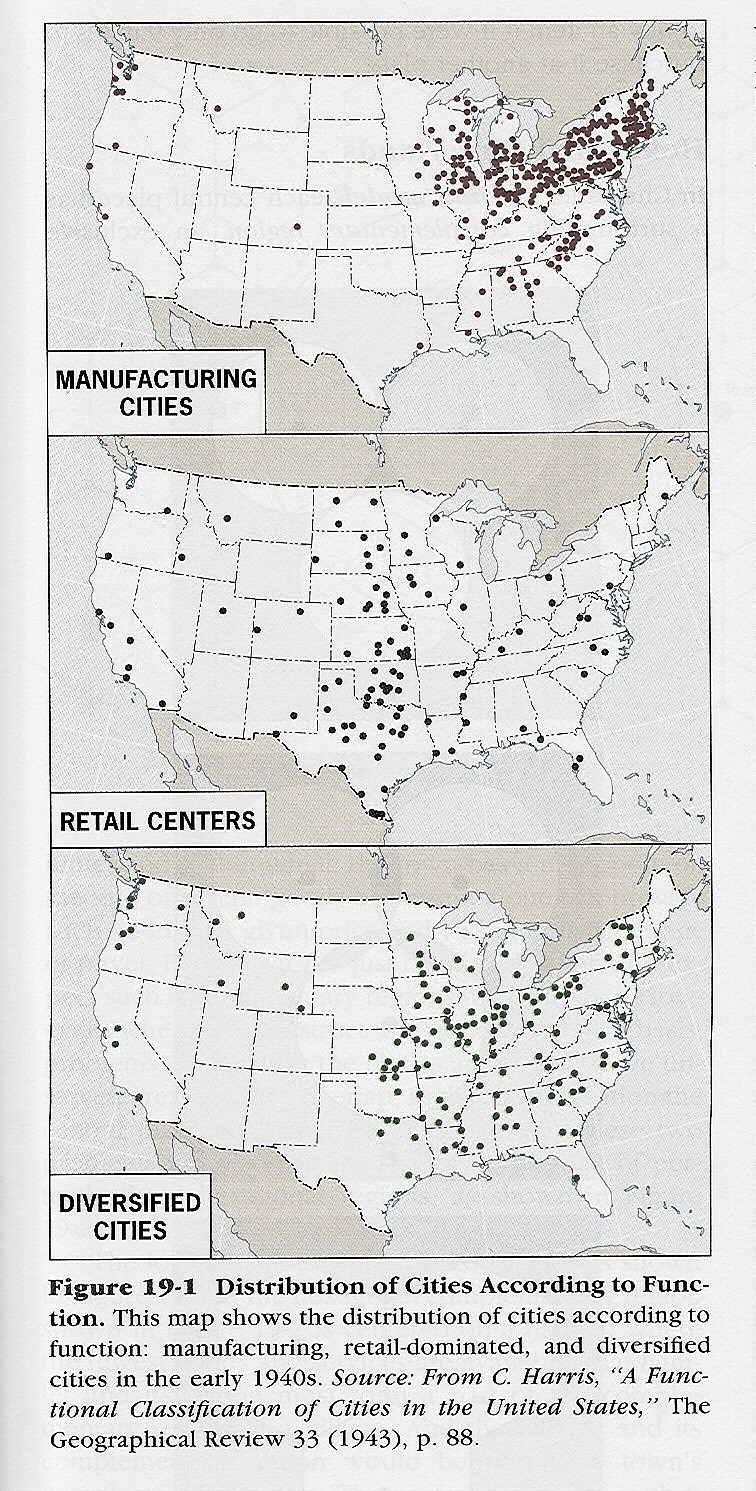 MANUFACTURING
CITIES
RETAIL CENTERS
DIVERSIFIED
CITIES
Figure 19-1 Distribution of Cities According to Func-
tion. This map shows the distribution of cities according to
function: manufacturing, retail-dominated, and diversified
cities in the early 1940s. Source: From C. Harris, “A Func-
tional Classification of Cities in the United States,” The
Geographical Review 33 (1943), p. 88.